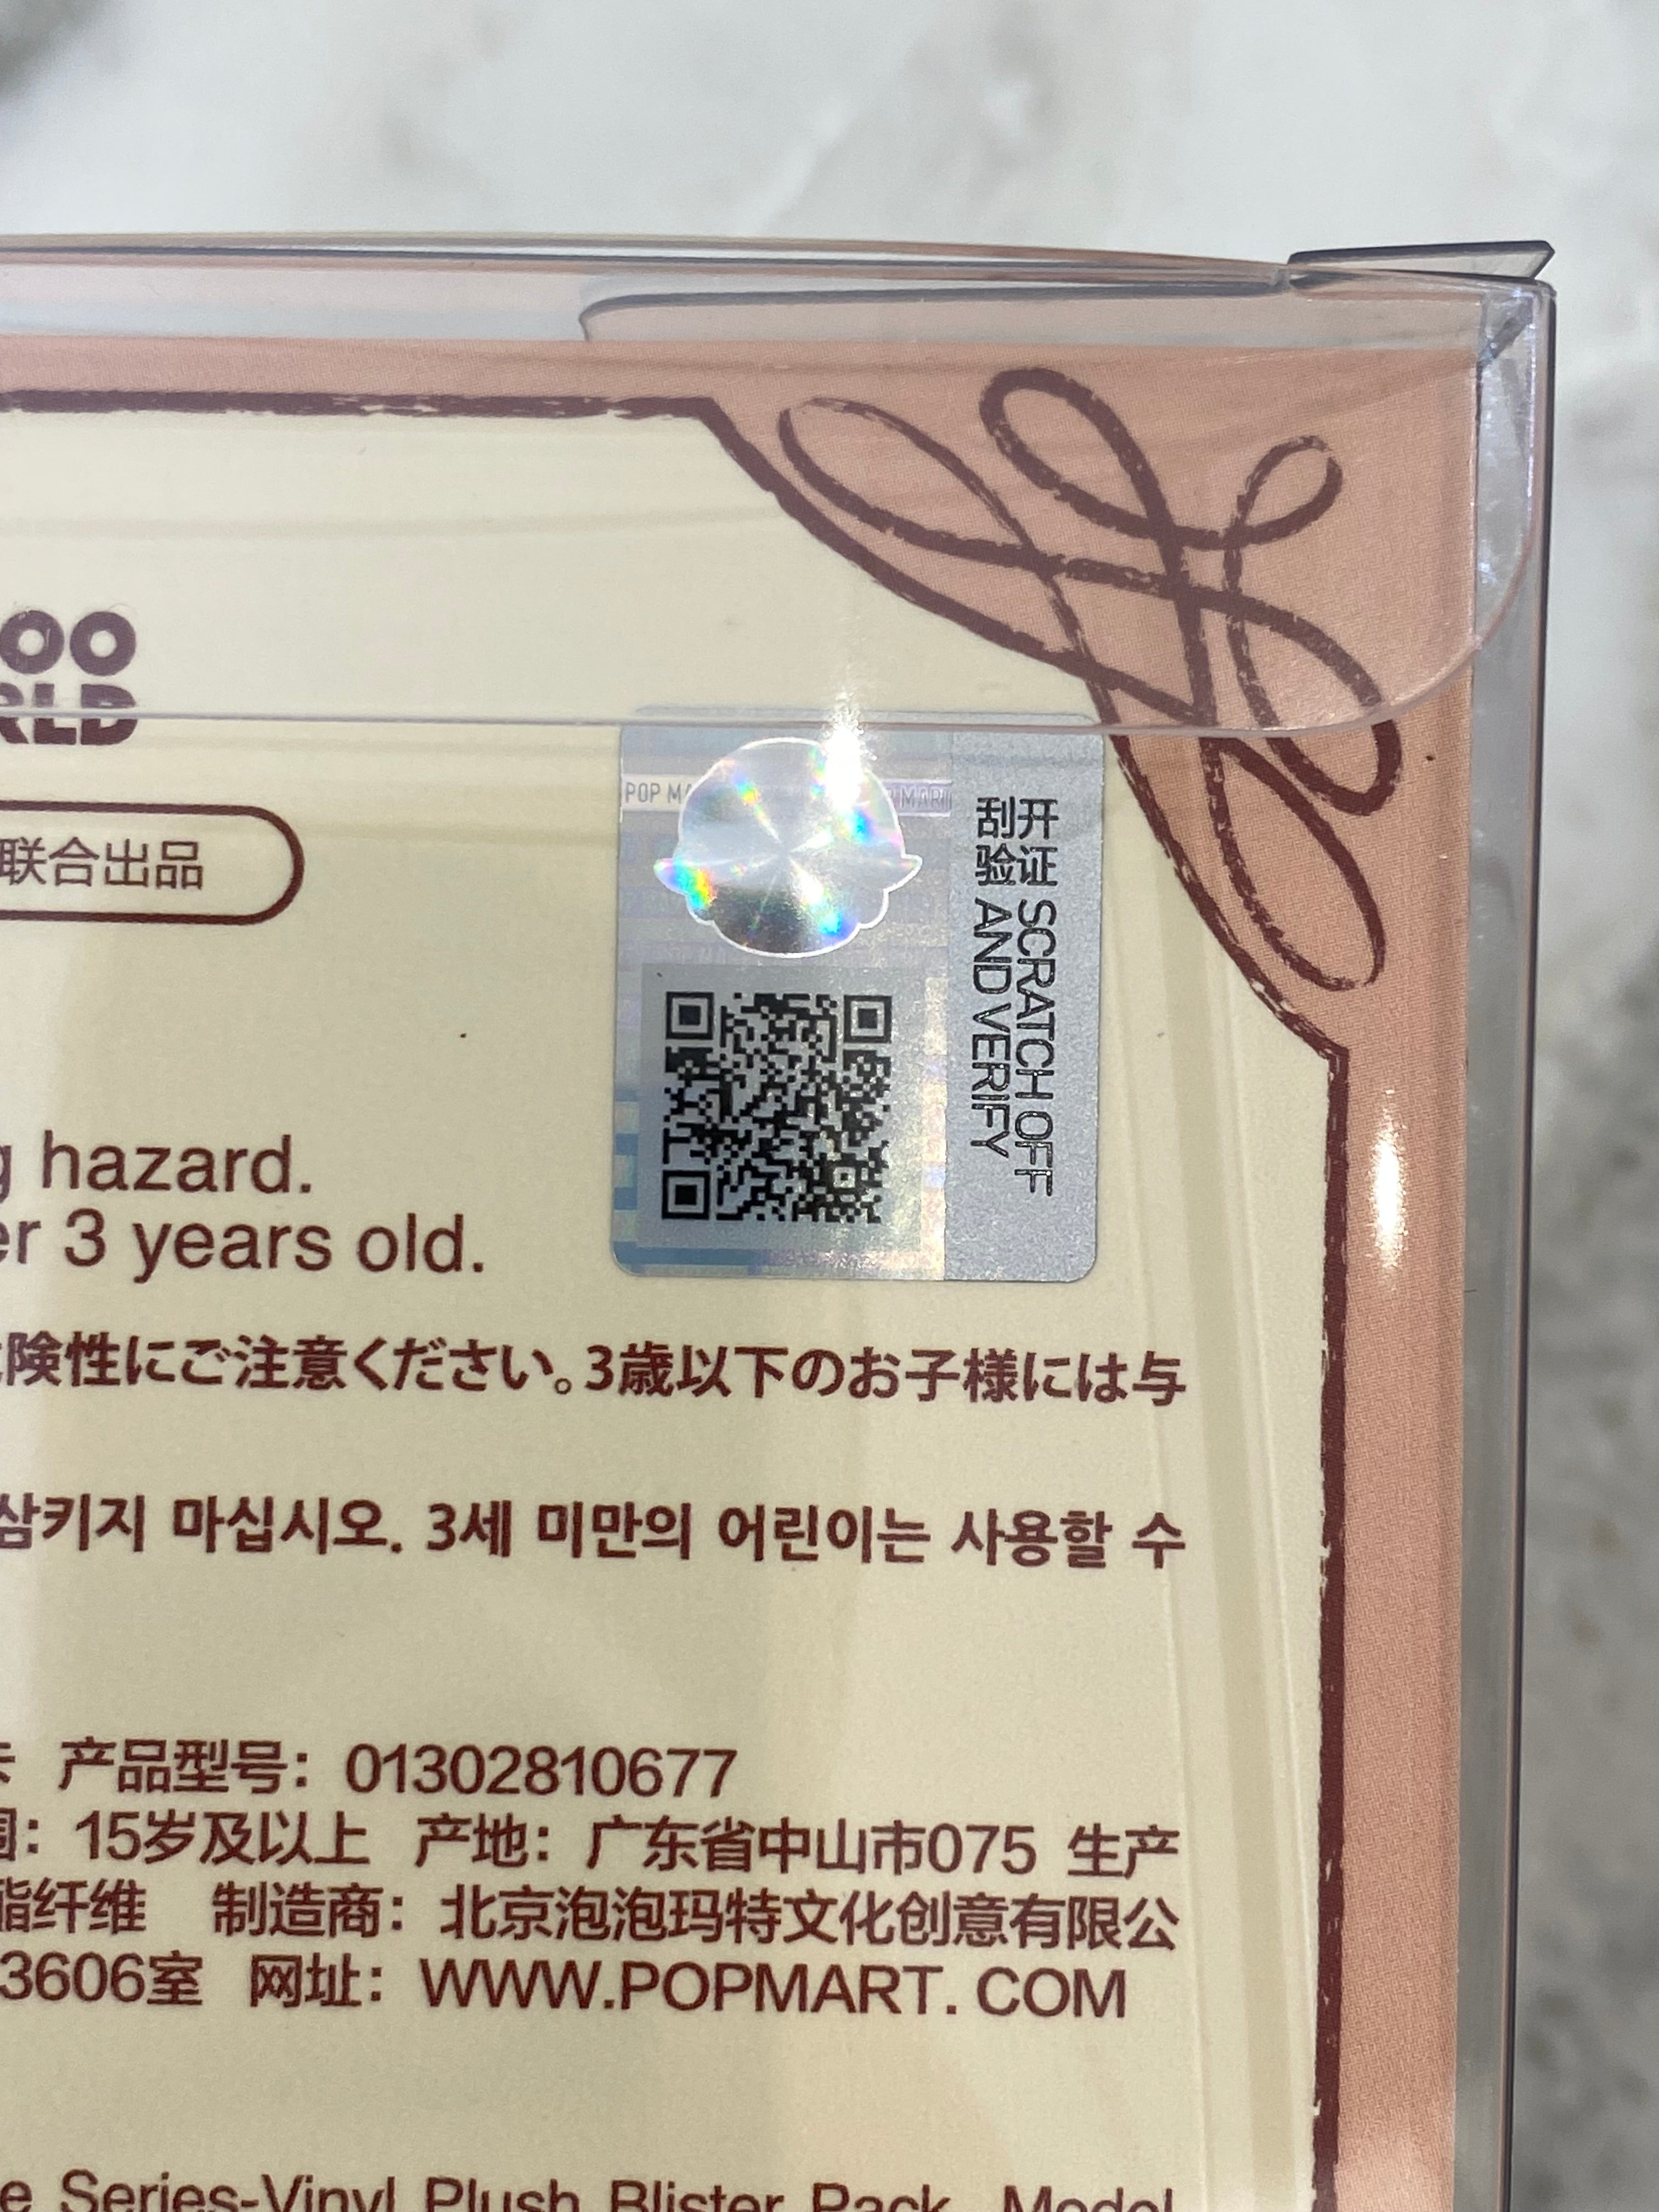 OO
RLD
联合出品
POP MA
MART
刮开
验证 SCRATCH OFF
AND VERIFY
g hazard.
er 3 years old.
険性にご注意ください。3歳以下のお子様には与
삼키지 마십시오. 3세 미만의 어린이는 사용할 수
产品型号：01302810677
围：15岁及以上 产地：广东省中山市075 生产
酯纤维 制造商：北京泡泡玛特文化创意有限公
3606室 网址：WWW.POPMART. COM
e Series-Vinyl Plush Blister Pack Model